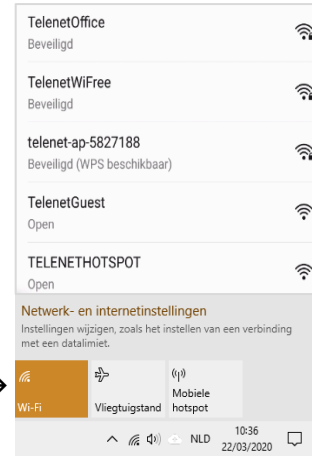 TelenetOffice
Beveiligd
TelenetWiFree
Beveiligd
telenet-ap-5827188
Beveiligd (WPS beschikbaar)
TelenetGuest
Open
TELENETHOTSPOT
Open
Netwerk- en internetinstellingen
Instellingen wijzigen, zoals het instellen van een verbinding
met een datalimiet.
Wi-Fi
Vliegtuigstand
Mobiele
hotspot
NLD
10:36
22/03/2020